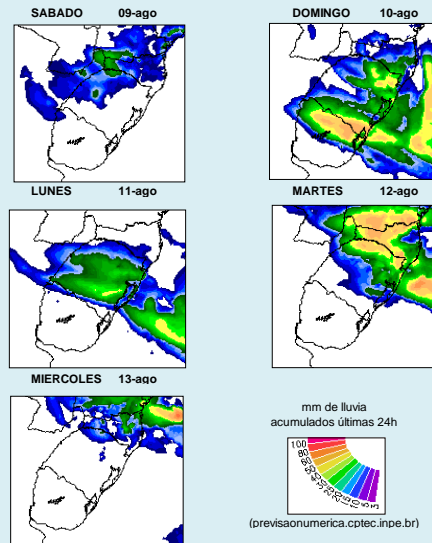 SABADO 09-ago
DOMINGO 10-ago
LUNES 11-ago
MARTES 12-ago
MIERCOLES 13-ago
mm de lluvia
acumulados últimas 24h
100
80
60
(previsaonumerica.cptec.inpe.br)